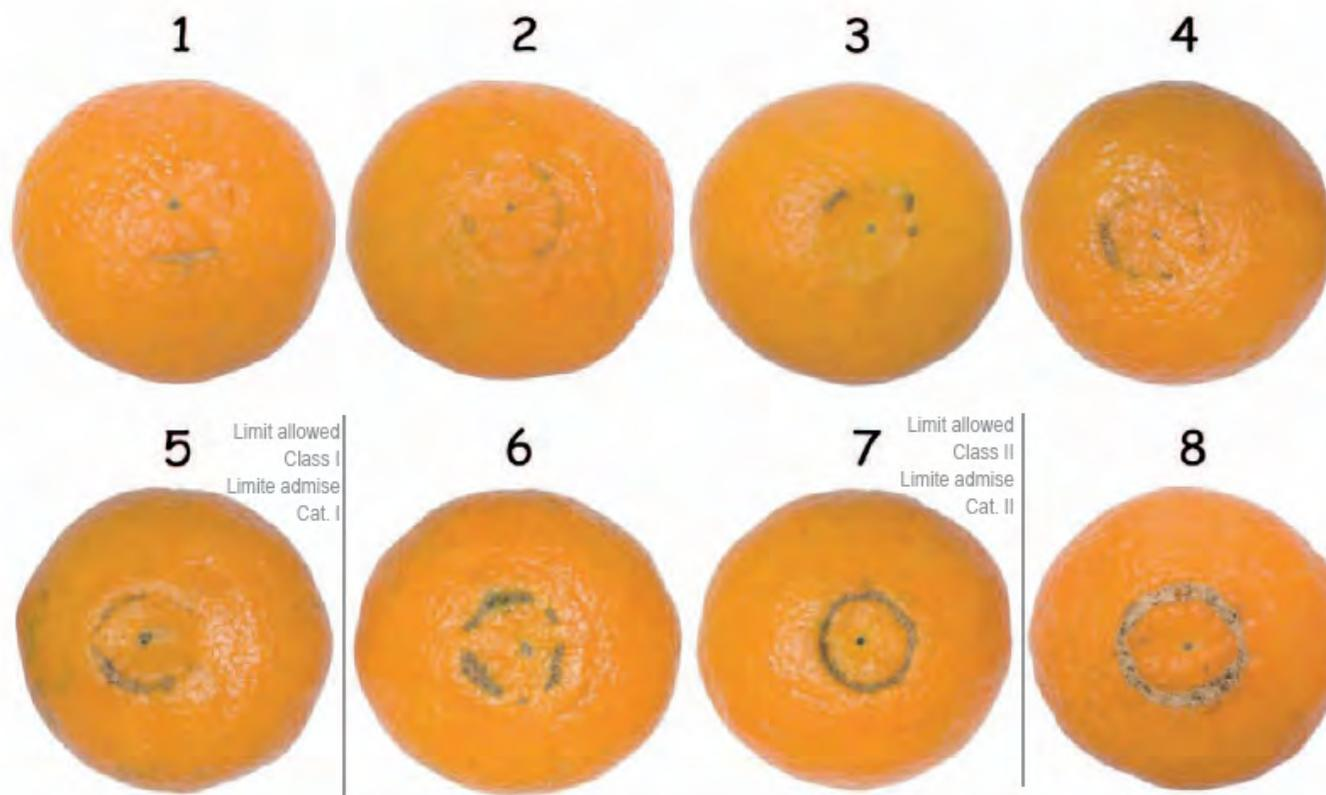 1 2 3 4
5 Limit allowed
Class I
Limite admise
Cat. I
6 7 Limit allowed
Class II
Limite admise
Cat. II
8